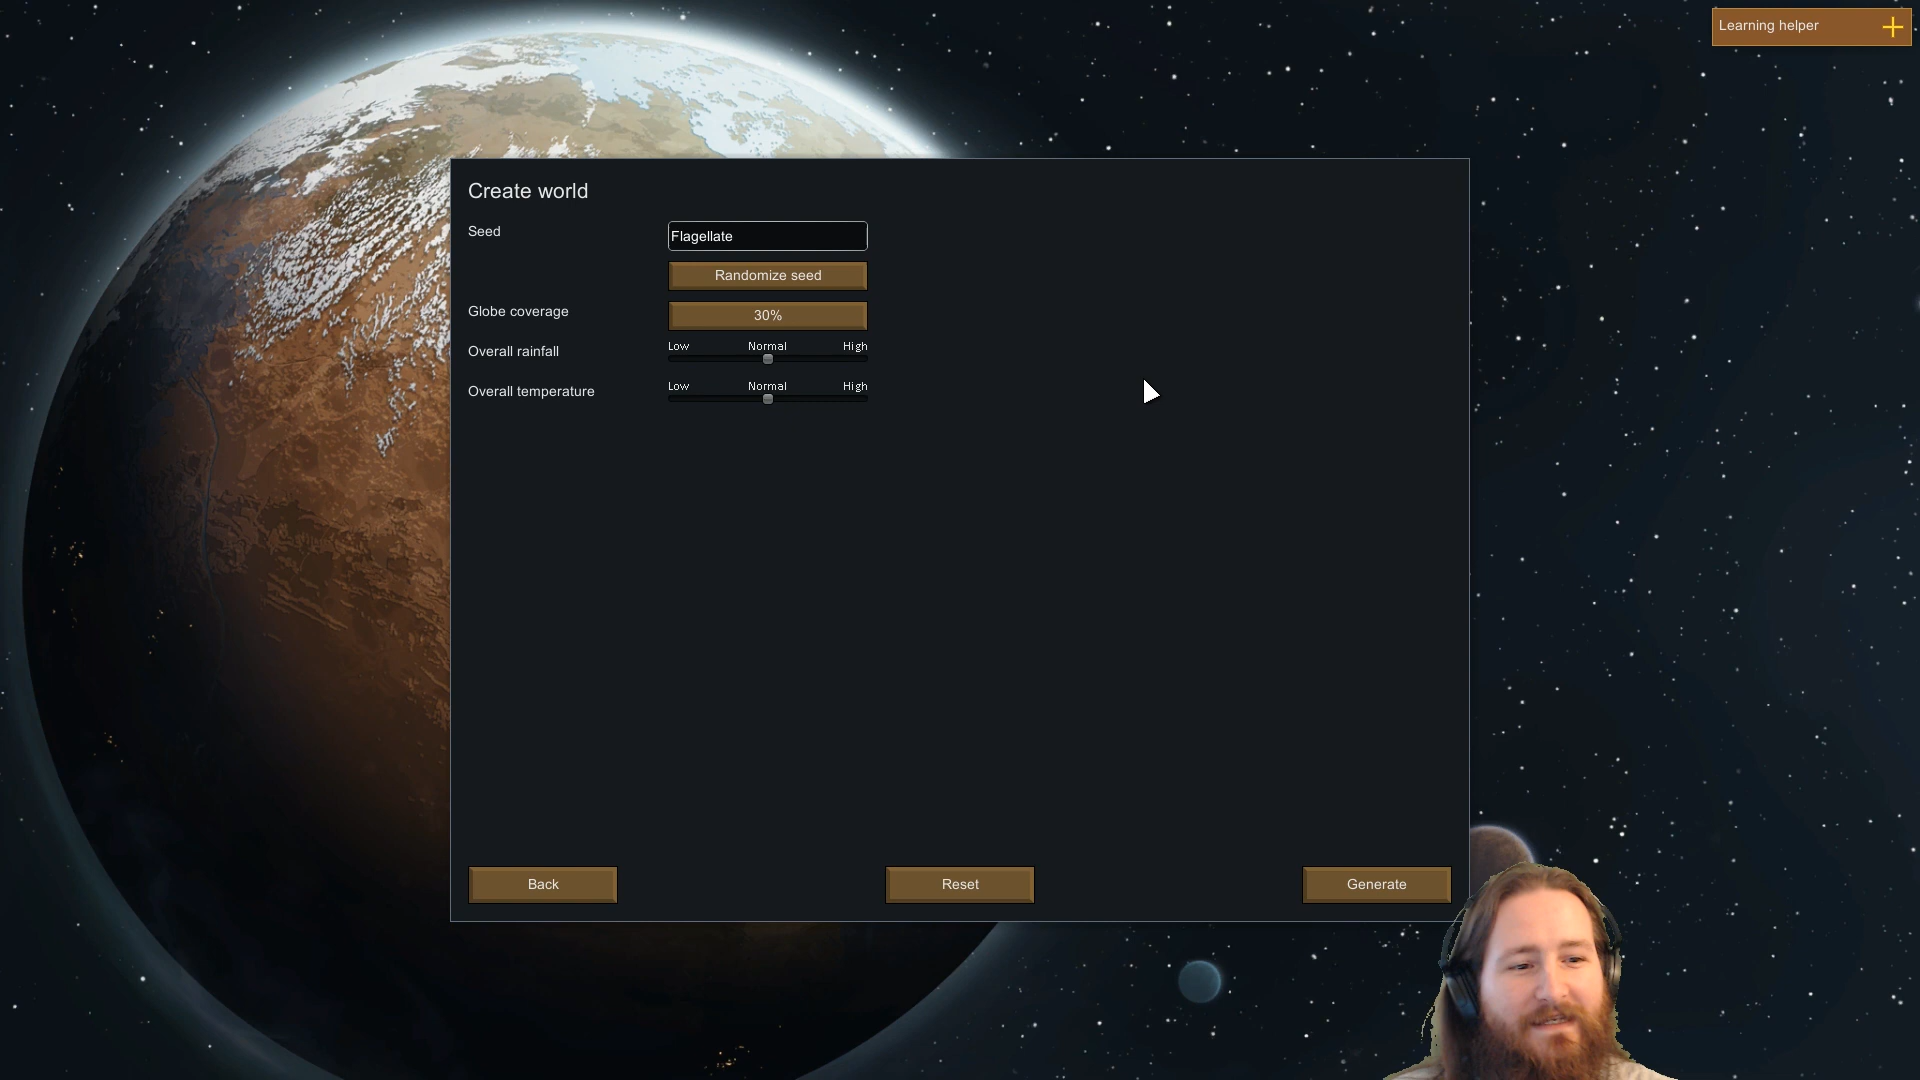 Learning helper
Create world
Seed
Flagellate
Randomize seed
Globe coverage
30%
Overall rainfall
Low Normal High
Overall temperature
Low Normal High
Back
Reset
Generate